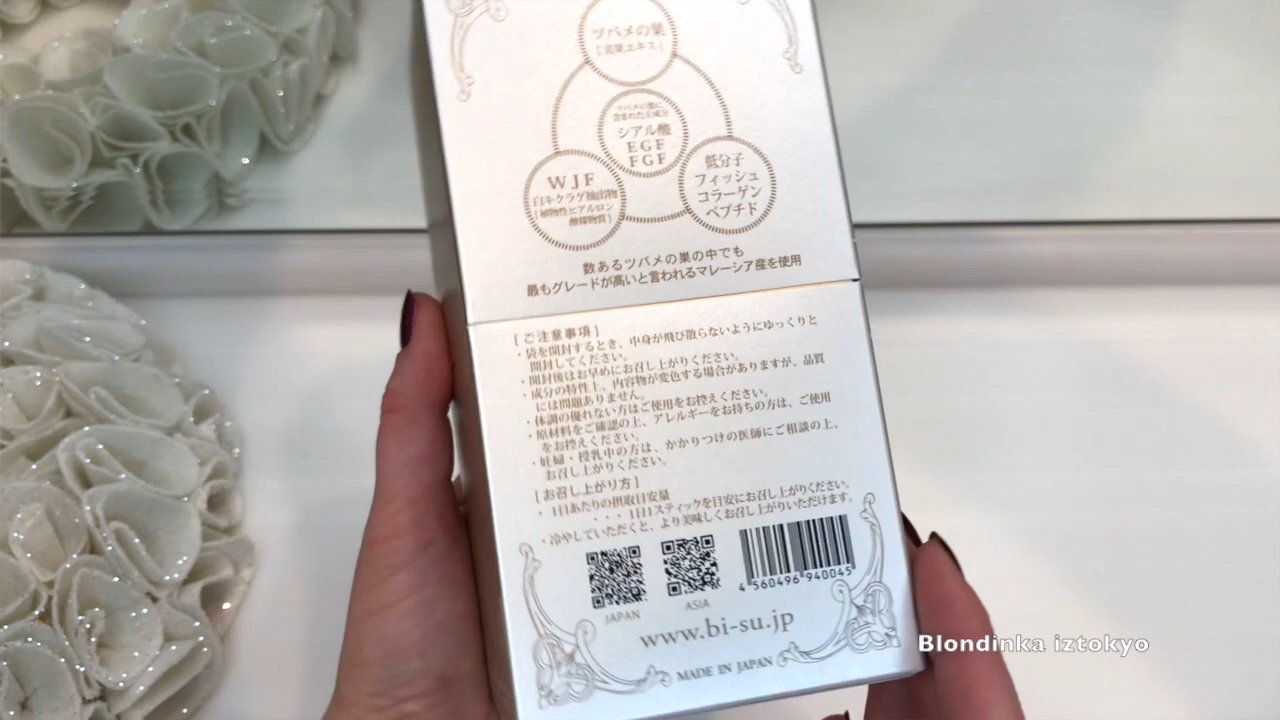 ツバメの巣
[燕巣エキス]
ツバメの巣に
含まれた主成分
シアル酸
EGF
FGF
WJF
白キクラゲ抽出物
[植物性ヒアルロン
酸様物質]
低分子
フィッシュ
コラーゲン
ペプチド
数あるツバメの巣の中でも
最もグレードが高いと言われるマレーシア産を使用
[ご注意事項]
・袋を開封するとき、中身が飛び散らないようにゆっくりと
開封してください。
・開封後はお早めにお召し上がりください。
・成分の特性上、内容物が変色する場合がありますが、品質
には問題ありません。
・体調の優れない方はご使用をお控えください。
・原材料をご確認の上、アレルギーをお持ちの方は、ご使用
をお控えください。
・妊婦・授乳中の方は、かかりつけの医師にご相談の上、
お召し上がりください。
[お召し上がり方]
・1日あたりの摂取目安量
・・・1日1スティックを目安にお召し上がりください。
・冷やしていただくと、より美味しくお召し上がりいただけます。
4 560496 940045
JAPAN
ASIA
www.bi-su.jp
MADE IN JAPAN
Blondinka iztokyo